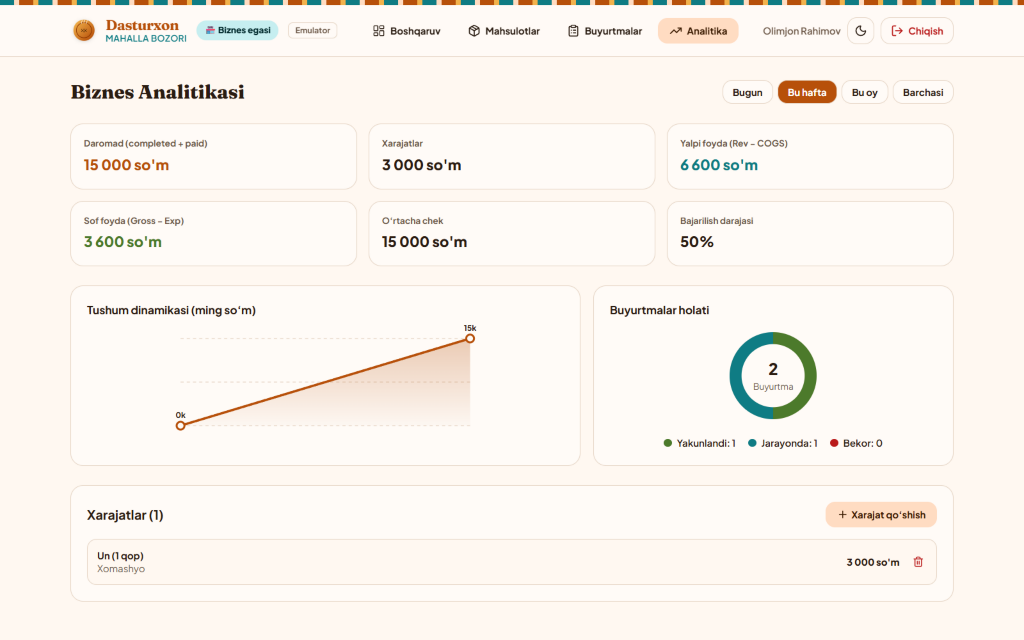 Dasturxon
MAHALLA BOZORI
Biznes egasi
Emulator
Boshqaruv
Mahsulotlar
Buyurtmalar
Analitika
Olimjon Rahimov
Chiqish
Biznes Analitikasi
Bugun
Bu hafta
Bu oy
Barchasi
Daromad (completed + paid)
15 000 so'm
Xarajatlar
3 000 so'm
Yalpi foyda (Rev − COGS)
6 600 so'm
Sof foyda (Gross − Exp)
3 600 so'm
Oʻrtacha chek
15 000 so'm
Bajarilish darajasi
50%
Tushum dinamikasi (ming soʻm)
15k
0k
Buyurtmalar holati
2
Buyurtma
Yakunlandi: 1
Jarayonda: 1
Bekor: 0
Xarajatlar (1)
+ Xarajat qoʻshish
Un (1 qop)
Xomashyo
3 000 so'm